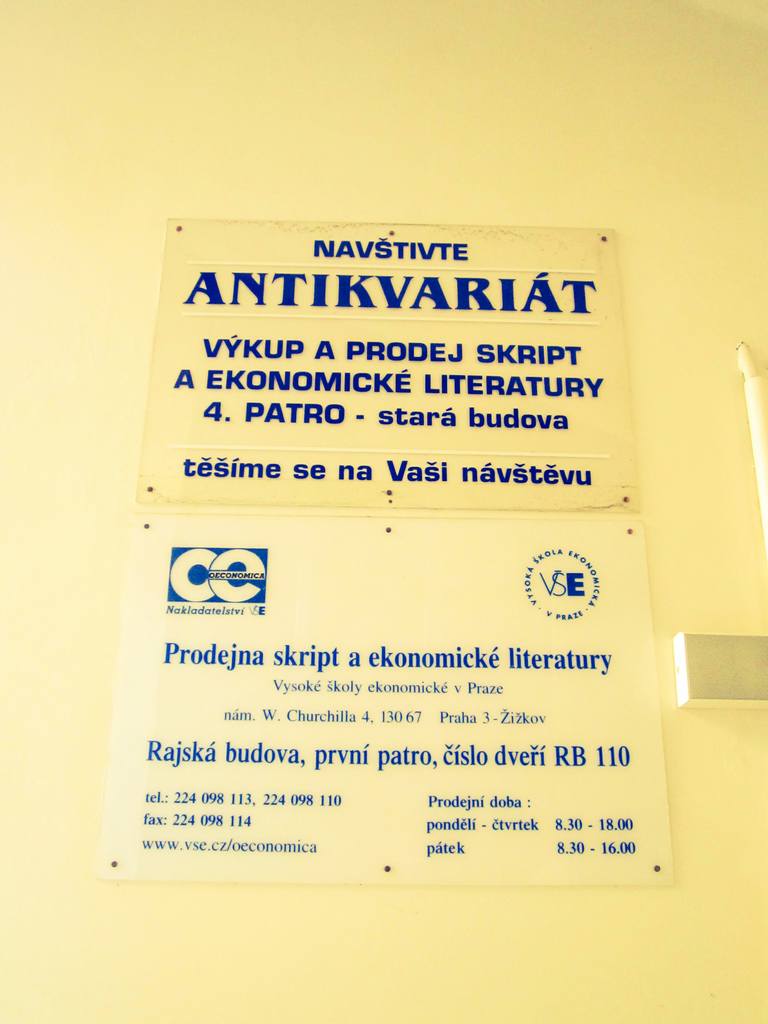 NAVŠTIVTE
ANTIKVARIÁT
VÝKUP A PRODEJ SKRIPT
A EKONOMICKÉ LITERATURY
4. PATRO - stará budova
těšíme se na Vaši návštěvu
OECONOMICA
Nakladatelství VŠE
VYSOKÁ ŠKOLA EKONOMICKÁ · V PRAZE ·
VŠE
Prodejna skript a ekonomické literatury
Vysoké školy ekonomické v Praze
nám. W. Churchilla 4, 130 67 Praha 3 - Žižkov
Rajská budova, první patro, číslo dveří RB 110
tel.: 224 098 113, 224 098 110
fax: 224 098 114
www.vse.cz/oeconomica
Prodejní doba :
pondělí - čtvrtek 8.30 - 18.00
pátek 8.30 - 16.00